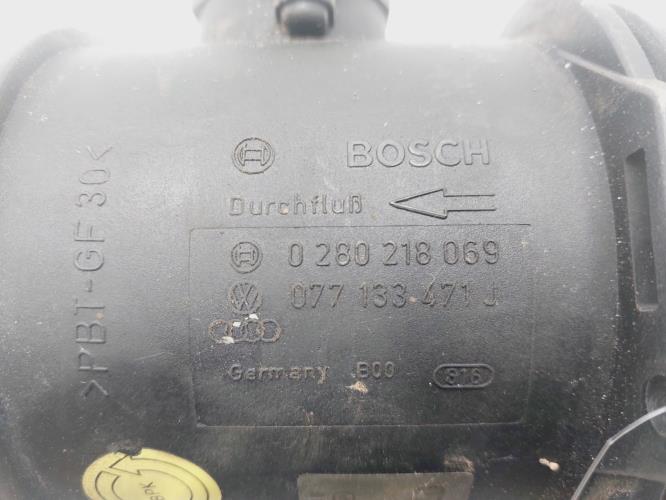 BOSCH
Durchfluß
0 280 218 069
077 133 471 J
Germany B00 816
>PBT-GF30<